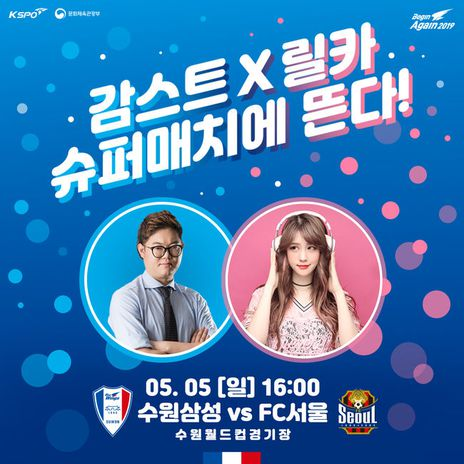 KSPO
문화체육관광부
Begin
Again 2019
감스트 X 릴카
슈퍼매치에 뜬다!
05. 05 [일] 16:00
수원삼성 vs FC서울
수원월드컵경기장
SUWON
Seoul